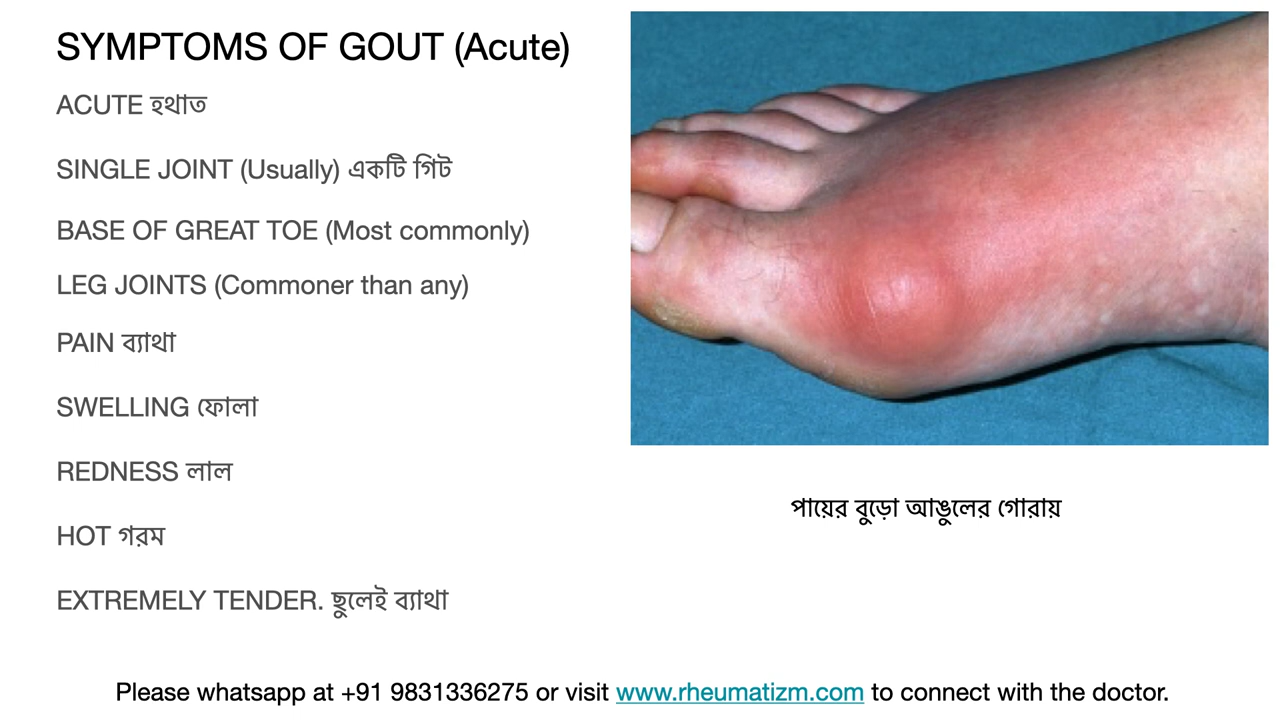 SYMPTOMS OF GOUT (Acute)
ACUTE হথাত
SINGLE JOINT (Usually) একটি গিট
BASE OF GREAT TOE (Most commonly)
LEG JOINTS (Commoner than any)
PAIN ব্যাথা
SWELLING ফোলা
REDNESS লাল
HOT গরম
EXTREMELY TENDER. ছুলেই ব্যাথা
পায়ের বুড়ো আঙুলের গোরায়
Please whatsapp at +91 9831336275 or visit www.rheumatizm.com to connect with the doctor.